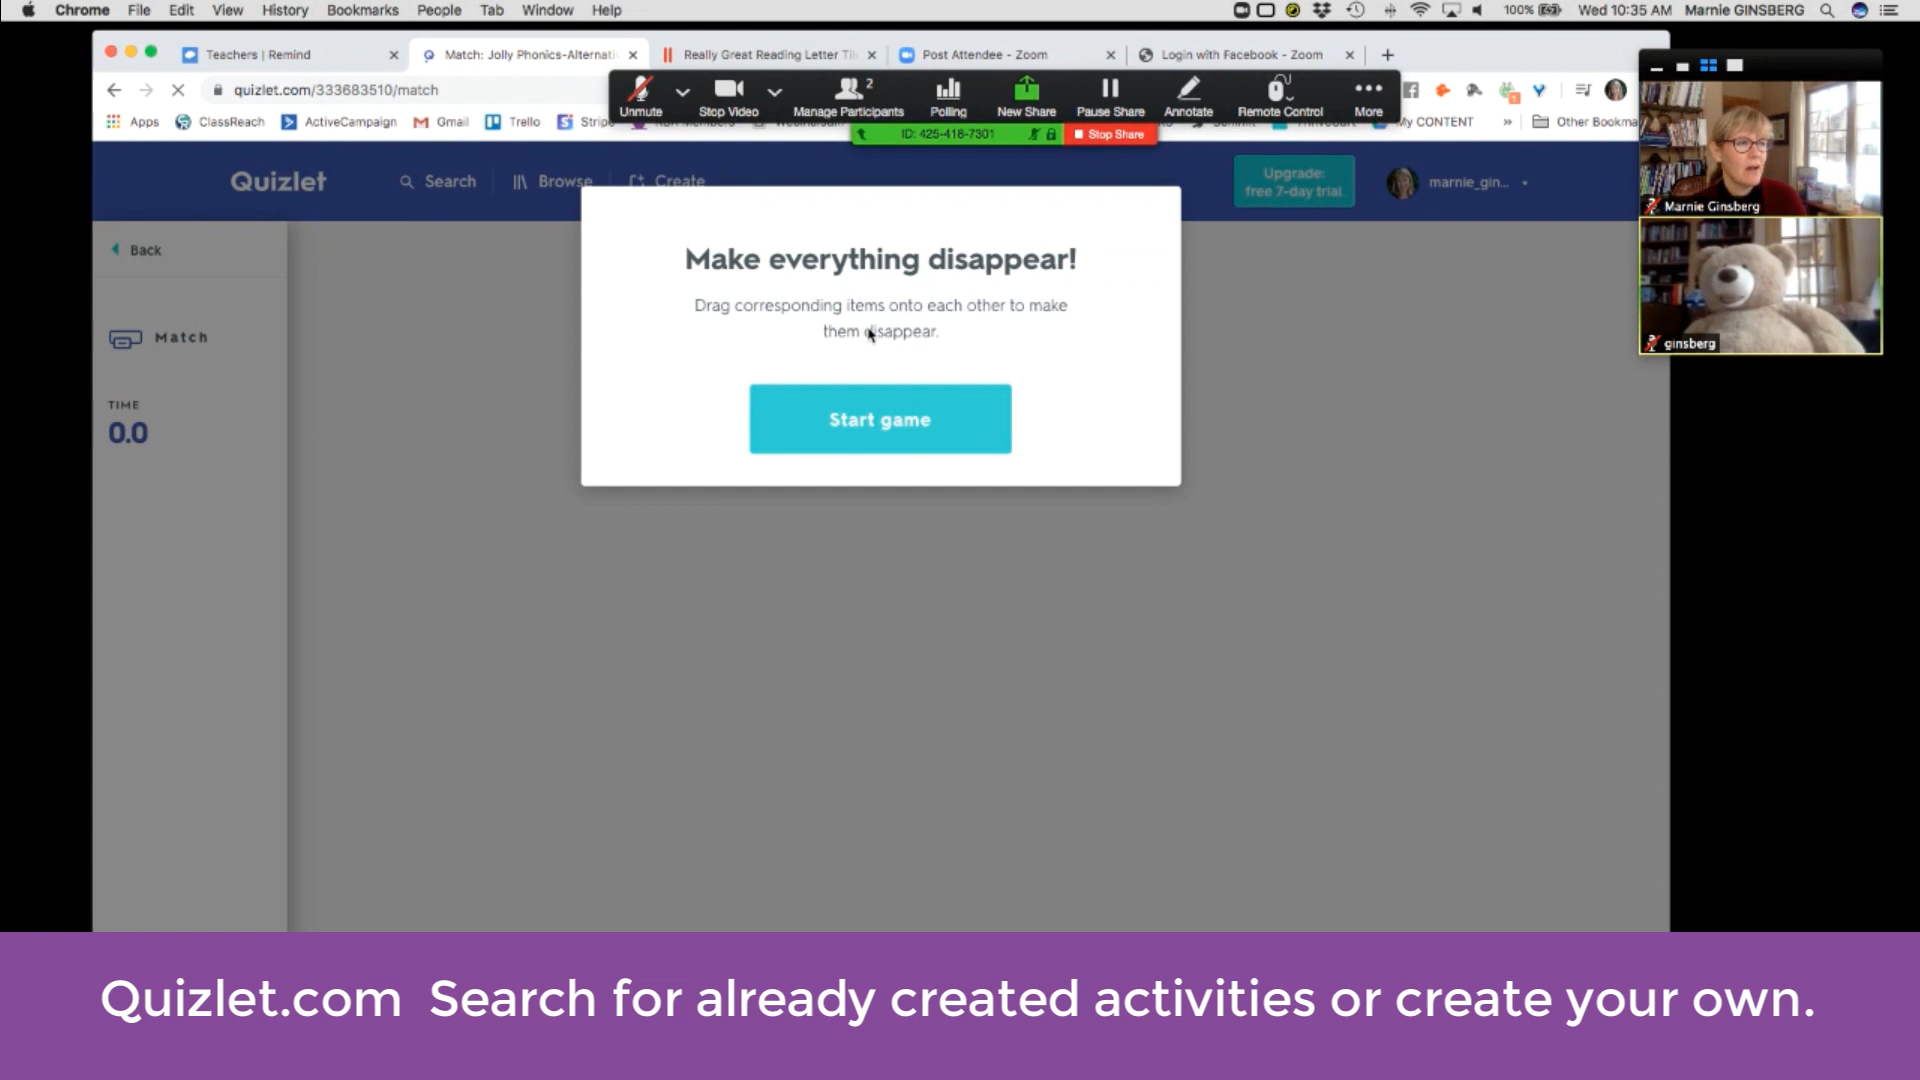 Chrome File Edit View History Bookmarks People Tab Window Help 100% Wed 10:35 AM Marnie GINSBERG
Teachers | Remind Match: Jolly Phonics-Alternati Really Great Reading Letter Til Post Attendee - Zoom Login with Facebook - Zoom
quizlet.com/333683510/match
Unmute Stop Video Manage Participants 2 Polling New Share Pause Share Annotate Remote Control More
Apps ClassReach ActiveCampaign Gmail Trello Stripe My CONTENT » Other Bookma
ID: 425-418-7301 Stop Share
Quizlet Search Browse Create Upgrade: free 7-day trial marnie_gin...
Marnie Ginsberg
ginsberg
Back
Match
TIME
0.0
Make everything disappear!
Drag corresponding items onto each other to make
them disappear.
Start game
Quizlet.com Search for already created activities or create your own.